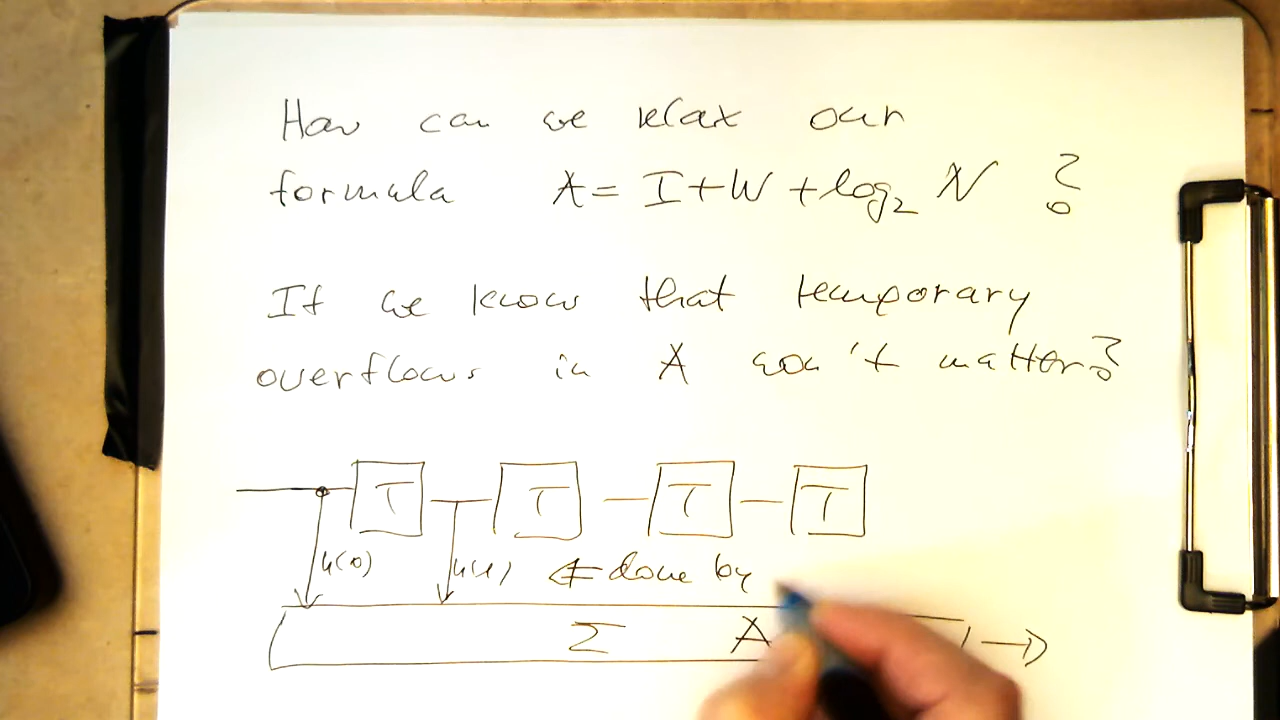 How can we relax our
formula A = I+W +log₂ N ?
If we know that temporary
overflows in A won't matter?
T T T T
h(0) h(1) ⇐ done by
Σ A